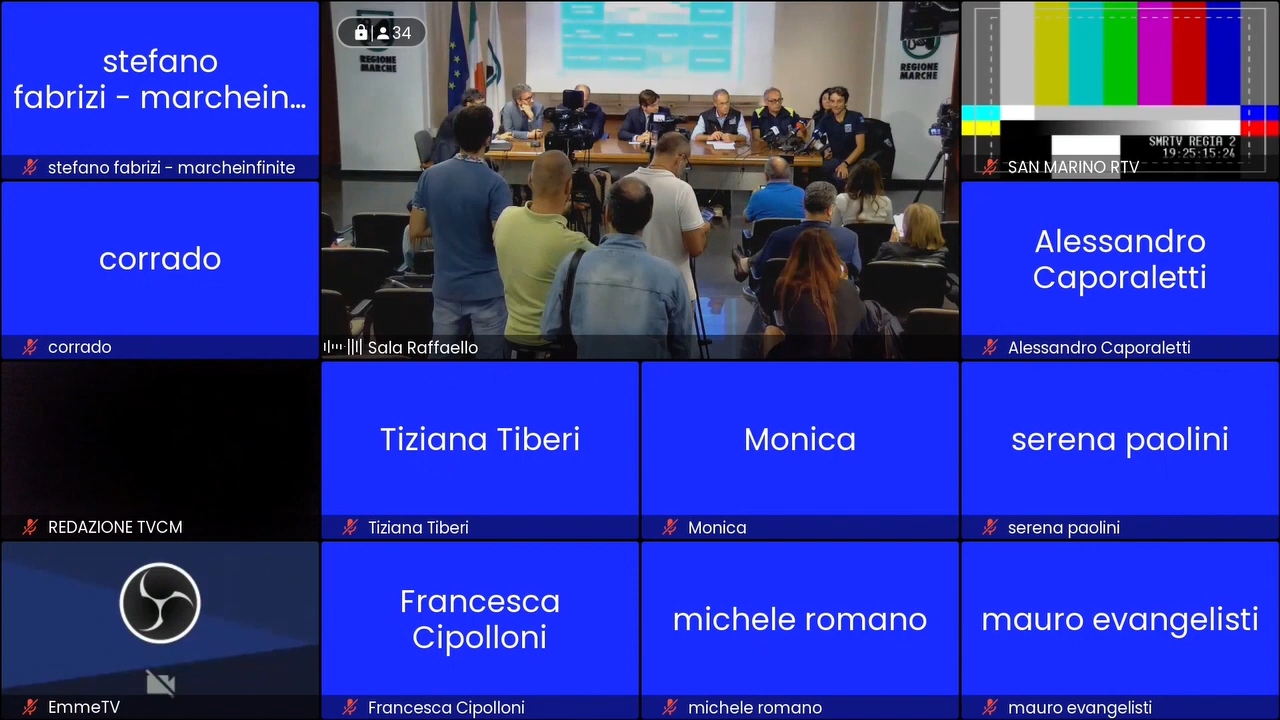 stefano
fabrizi - marchein...
stefano fabrizi - marcheinfinite
34
REGIONE
MARCHE
REGIONE
MARCHE
Sala Raffaello
SMRTV REGIA 2
19:25:15:24
SAN MARINO RTV
corrado
corrado
Alessandro
Caporaletti
Alessandro Caporaletti
REDAZIONE TVCM
Tiziana Tiberi
Tiziana Tiberi
Monica
Monica
serena paolini
serena paolini
EmmeTV
Francesca
Cipolloni
Francesca Cipolloni
michele romano
michele romano
mauro evangelisti
mauro evangelisti